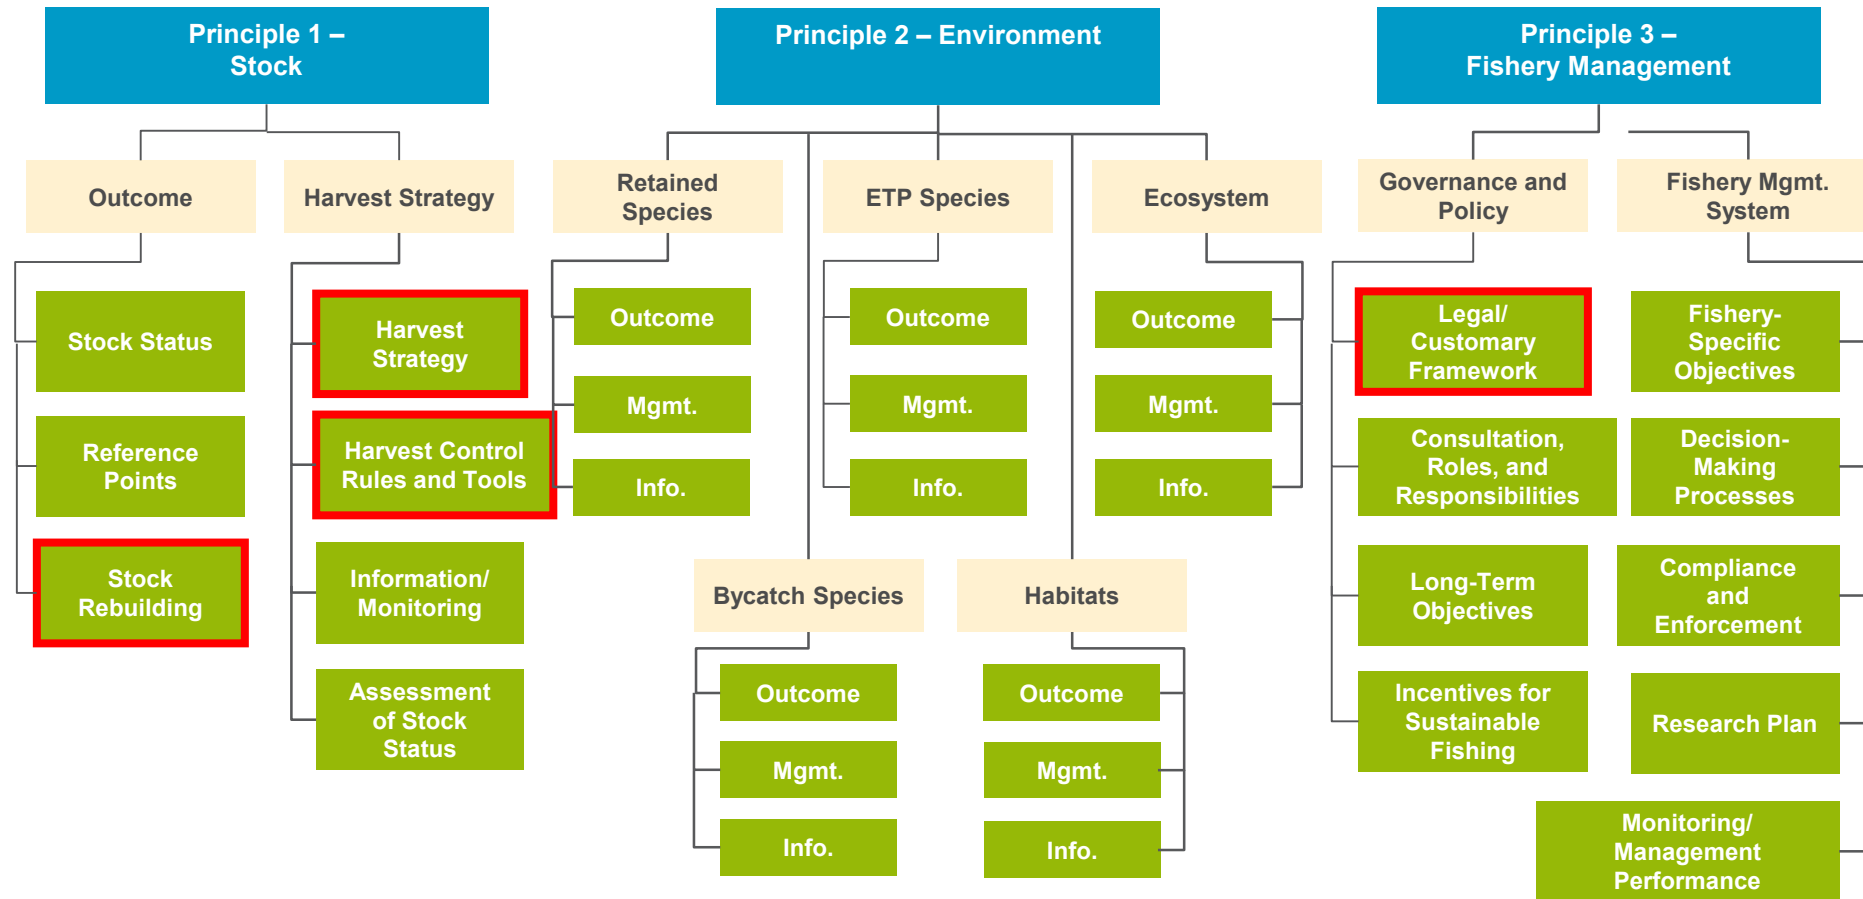 Principle 1 –
Stock
Principle 2 – Environment
Principle 3 –
Fishery Management
Outcome
Harvest Strategy
Retained
Species
ETP Species
Ecosystem
Governance and
Policy
Fishery Mgmt.
System
Stock Status
Reference
Points
Stock
Rebuilding
Harvest
Strategy
Harvest Control
Rules and Tools
Information/
Monitoring
Assessment
of Stock
Status
Outcome
Mgmt.
Info.
Outcome
Mgmt.
Info.
Outcome
Mgmt.
Info.
Bycatch Species
Habitats
Outcome
Mgmt.
Info.
Outcome
Mgmt.
Info.
Legal/
Customary
Framework
Consultation,
Roles, and
Responsibilities
Long-Term
Objectives
Incentives for
Sustainable
Fishing
Fishery-
Specific
Objectives
Decision-
Making
Processes
Compliance
and
Enforcement
Research Plan
Monitoring/
Management
Performance